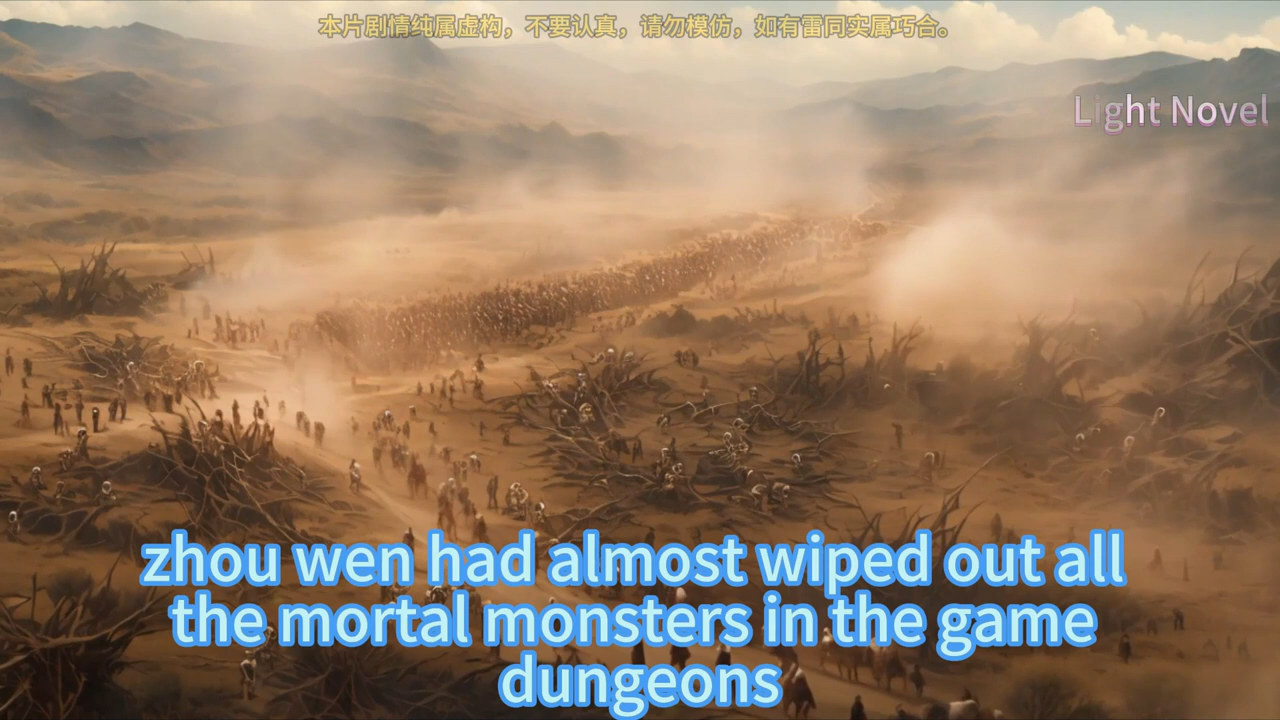 本片剧情纯属虚构，不要认真，请勿模仿，如有雷同实属巧合。
Light Novel
zhou wen had almost wiped out all
the mortal monsters in the game
dungeons